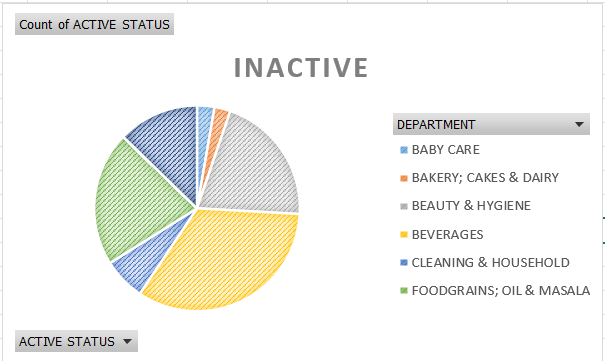 Count of ACTIVE STATUS
INACTIVE
DEPARTMENT
BABY CARE
BAKERY; CAKES & DAIRY
BEAUTY & HYGIENE
BEVERAGES
CLEANING & HOUSEHOLD
FOODGRAINS; OIL & MASALA
ACTIVE STATUS